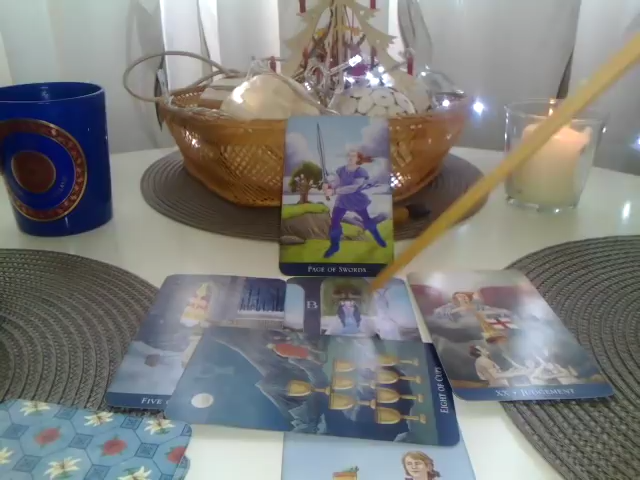 PAGE OF SWORDS
B
FIVE
EIGHT OF CUPS
XX • JUDGEMENT